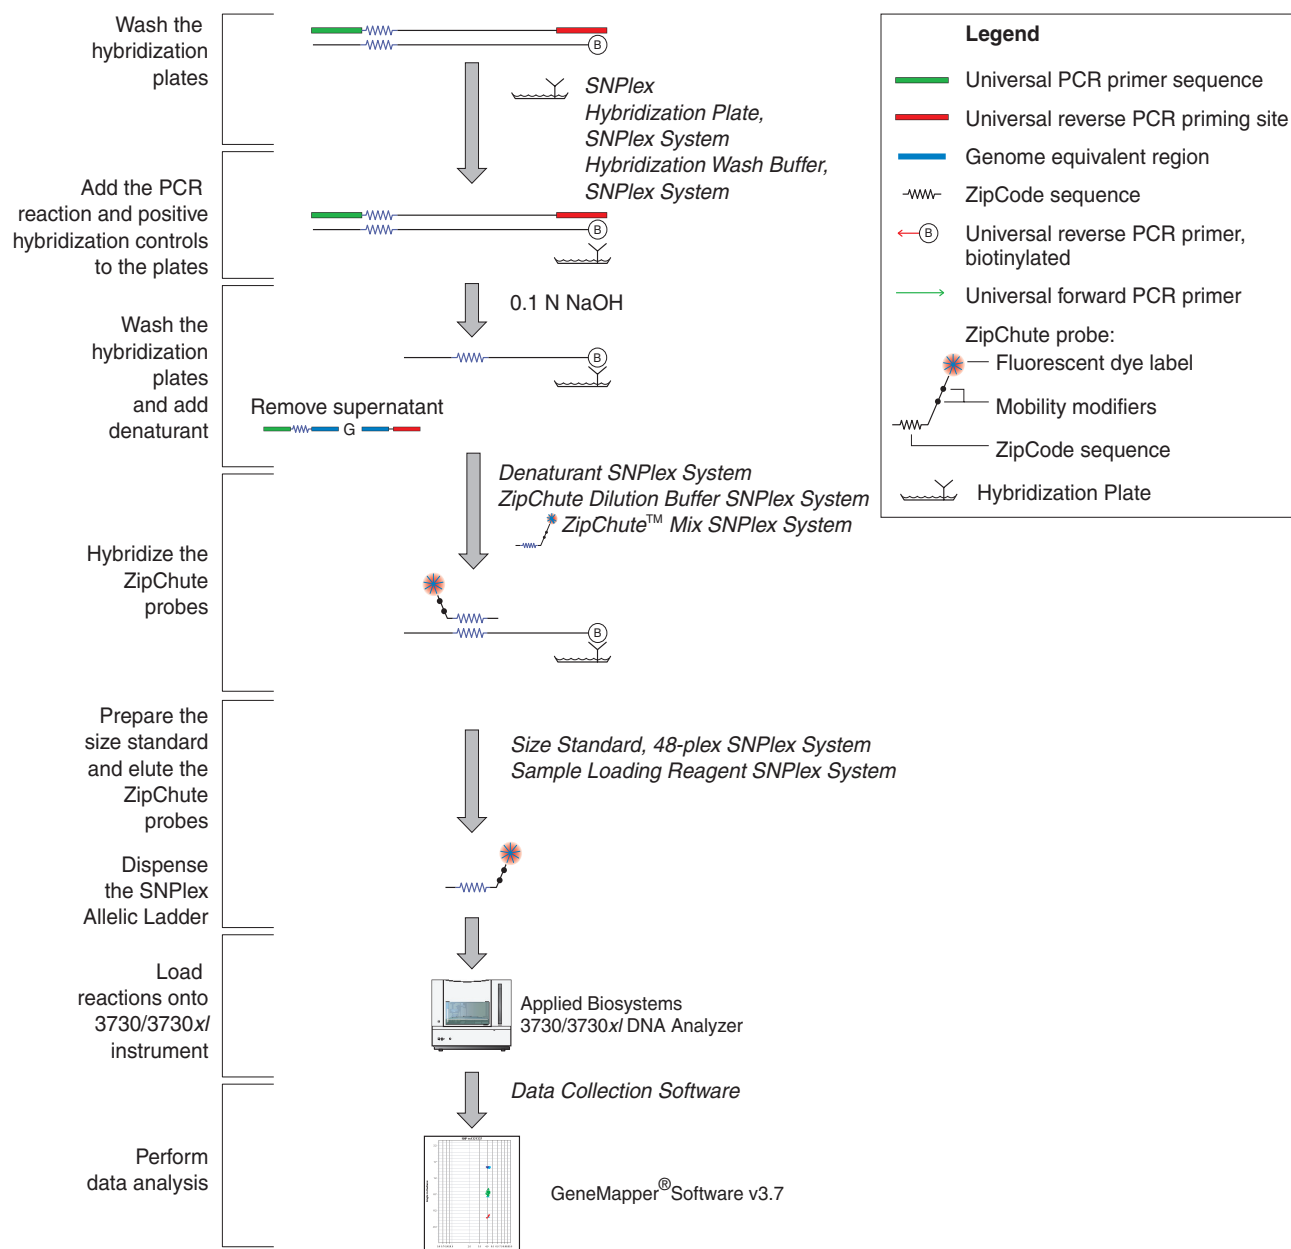 Wash the
hybridization
plates
B
SNPlex
Hybridization Plate,
SNPlex System
Hybridization Wash Buffer,
SNPlex System
Add the PCR
reaction and positive
hybridization controls
to the plates
B
0.1 N NaOH
Wash the
hybridization
plates
and add
denaturant
B
Remove supernatant
G
Denaturant SNPlex System
ZipChute Dilution Buffer SNPlex System
ZipChute™ Mix SNPlex System
Hybridize the
ZipChute
probes
B
Prepare the
size standard
and elute the
ZipChute
probes
Size Standard, 48-plex SNPlex System
Sample Loading Reagent SNPlex System
Dispense
the SNPlex
Allelic Ladder
Load
reactions onto
3730/3730xl
instrument
Applied Biosystems
3730/3730xl DNA Analyzer
Data Collection Software
Perform
data analysis
GeneMapper®Software v3.7
Legend
Universal PCR primer sequence
Universal reverse PCR priming site
Genome equivalent region
ZipCode sequence
B
Universal reverse PCR primer,
biotinylated
Universal forward PCR primer
ZipChute probe:
Fluorescent dye label
Mobility modifiers
ZipCode sequence
Hybridization Plate